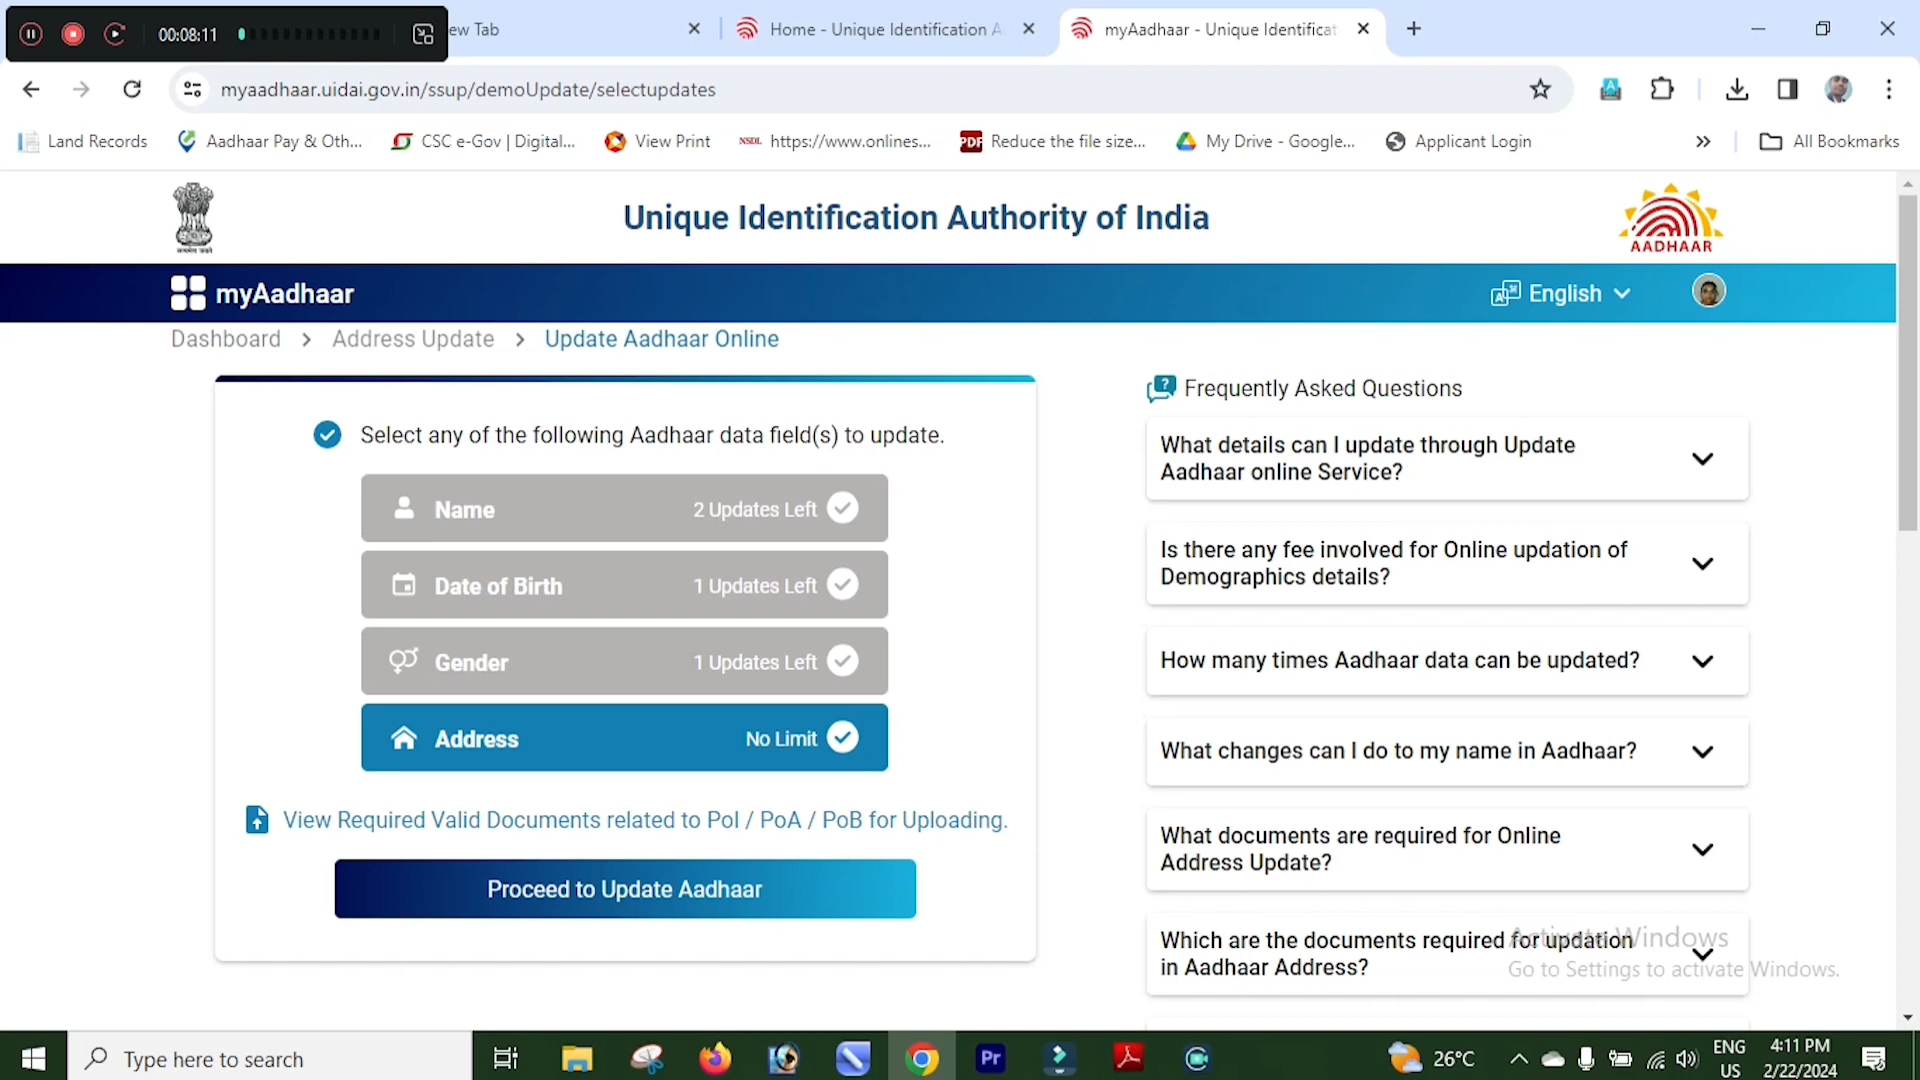 00:08:11
ew Tab
Home - Unique Identification A
myAadhaar - Unique Identificat
myaadhaar.uidai.gov.in/ssup/demoUpdate/selectupdates
Land Records
Aadhaar Pay & Oth...
CSC e-Gov | Digital...
View Print
NSDL https://www.onlines...
PDF Reduce the file size...
My Drive - Google...
Applicant Login
All Bookmarks
Unique Identification Authority of India
AADHAAR
myAadhaar
English
Dashboard > Address Update > Update Aadhaar Online
Select any of the following Aadhaar data field(s) to update.
Name 2 Updates Left
Date of Birth 1 Updates Left
Gender 1 Updates Left
Address No Limit
View Required Valid Documents related to PoI / PoA / PoB for Uploading.
Proceed to Update Aadhaar
Frequently Asked Questions
What details can I update through Update
Aadhaar online Service?
Is there any fee involved for Online updation of
Demographics details?
How many times Aadhaar data can be updated?
What changes can I do to my name in Aadhaar?
What documents are required for Online
Address Update?
Which are the documents required for updation
in Aadhaar Address?
Activate Windows
Go to Settings to activate Windows.
Type here to search
Pr
26°C
ENG
US
4:11 PM
2/22/2024